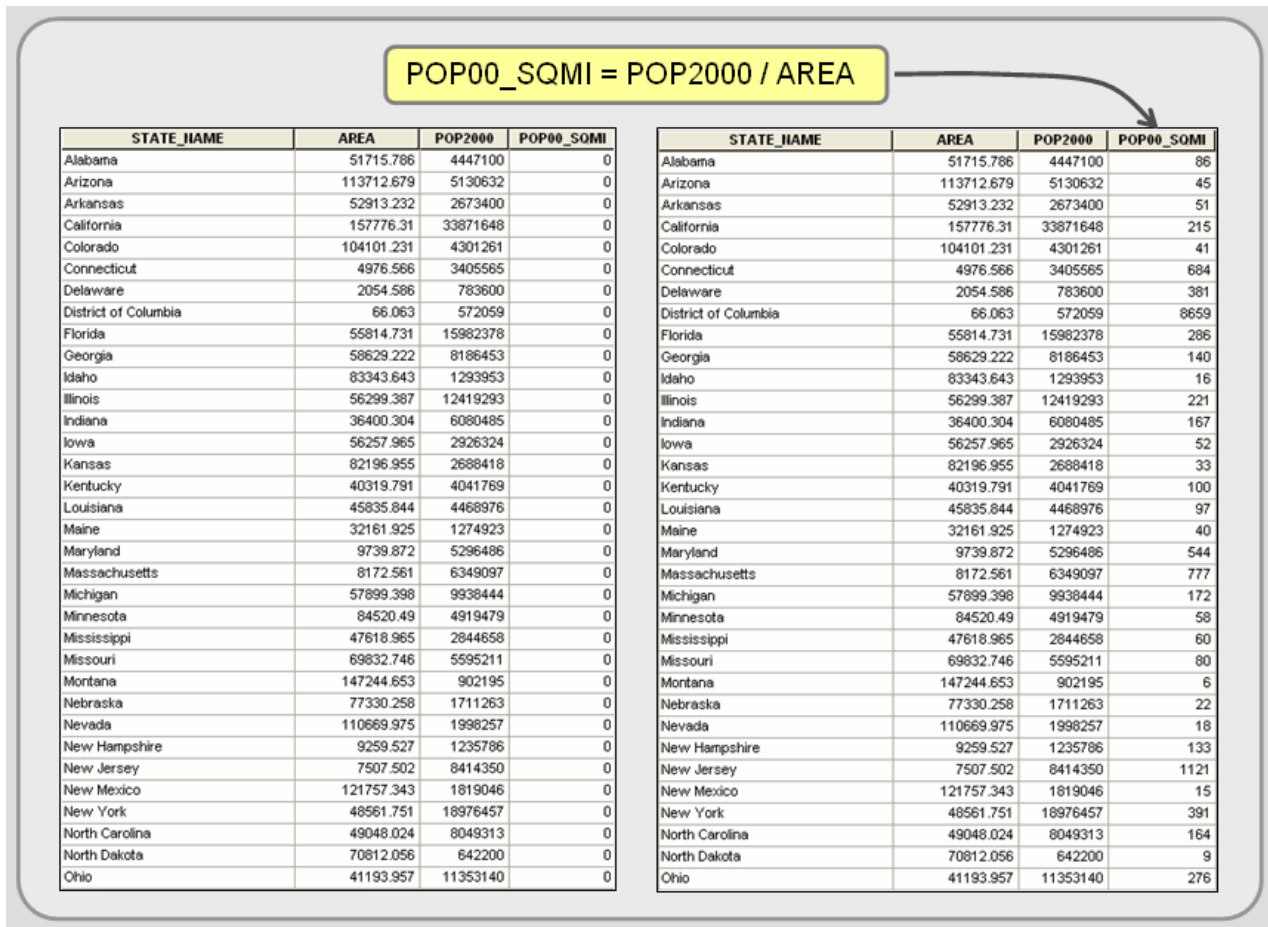 POP00_SQMI = POP2000 / AREA
STATE_NAME AREA POP2000 POP00_SQMI
Alabama 51715.786 4447100 0
Arizona 113712.679 5130632 0
Arkansas 52913.232 2673400 0
California 157776.31 33871648 0
Colorado 104101.231 4301261 0
Connecticut 4976.566 3405565 0
Delaware 2054.586 783600 0
District of Columbia 66.063 572059 0
Florida 55814.731 15982378 0
Georgia 58629.222 8186453 0
Idaho 83343.643 1293953 0
Illinois 56299.387 12419293 0
Indiana 36400.304 6080485 0
Iowa 56257.965 2926324 0
Kansas 82196.955 2688418 0
Kentucky 40319.791 4041769 0
Louisiana 45835.844 4468976 0
Maine 32161.925 1274923 0
Maryland 9739.872 5296486 0
Massachusetts 8172.561 6349097 0
Michigan 57899.398 9938444 0
Minnesota 84520.49 4919479 0
Mississippi 47618.965 2844658 0
Missouri 69832.746 5595211 0
Montana 147244.653 902195 0
Nebraska 77330.258 1711263 0
Nevada 110669.975 1998257 0
New Hampshire 9259.527 1235786 0
New Jersey 7507.502 8414350 0
New Mexico 121757.343 1819046 0
New York 48561.751 18976457 0
North Carolina 49048.024 8049313 0
North Dakota 70812.056 642200 0
Ohio 41193.957 11353140 0
STATE_NAME AREA POP2000 POP00_SQMI
Alabama 51715.786 4447100 86
Arizona 113712.679 5130632 45
Arkansas 52913.232 2673400 51
California 157776.31 33871648 215
Colorado 104101.231 4301261 41
Connecticut 4976.566 3405565 684
Delaware 2054.586 783600 381
District of Columbia 66.063 572059 8659
Florida 55814.731 15982378 286
Georgia 58629.222 8186453 140
Idaho 83343.643 1293953 16
Illinois 56299.387 12419293 221
Indiana 36400.304 6080485 167
Iowa 56257.965 2926324 52
Kansas 82196.955 2688418 33
Kentucky 40319.791 4041769 100
Louisiana 45835.844 4468976 97
Maine 32161.925 1274923 40
Maryland 9739.872 5296486 544
Massachusetts 8172.561 6349097 777
Michigan 57899.398 9938444 172
Minnesota 84520.49 4919479 58
Mississippi 47618.965 2844658 60
Missouri 69832.746 5595211 80
Montana 147244.653 902195 6
Nebraska 77330.258 1711263 22
Nevada 110669.975 1998257 18
New Hampshire 9259.527 1235786 133
New Jersey 7507.502 8414350 1121
New Mexico 121757.343 1819046 15
New York 48561.751 18976457 391
North Carolina 49048.024 8049313 164
North Dakota 70812.056 642200 9
Ohio 41193.957 11353140 276